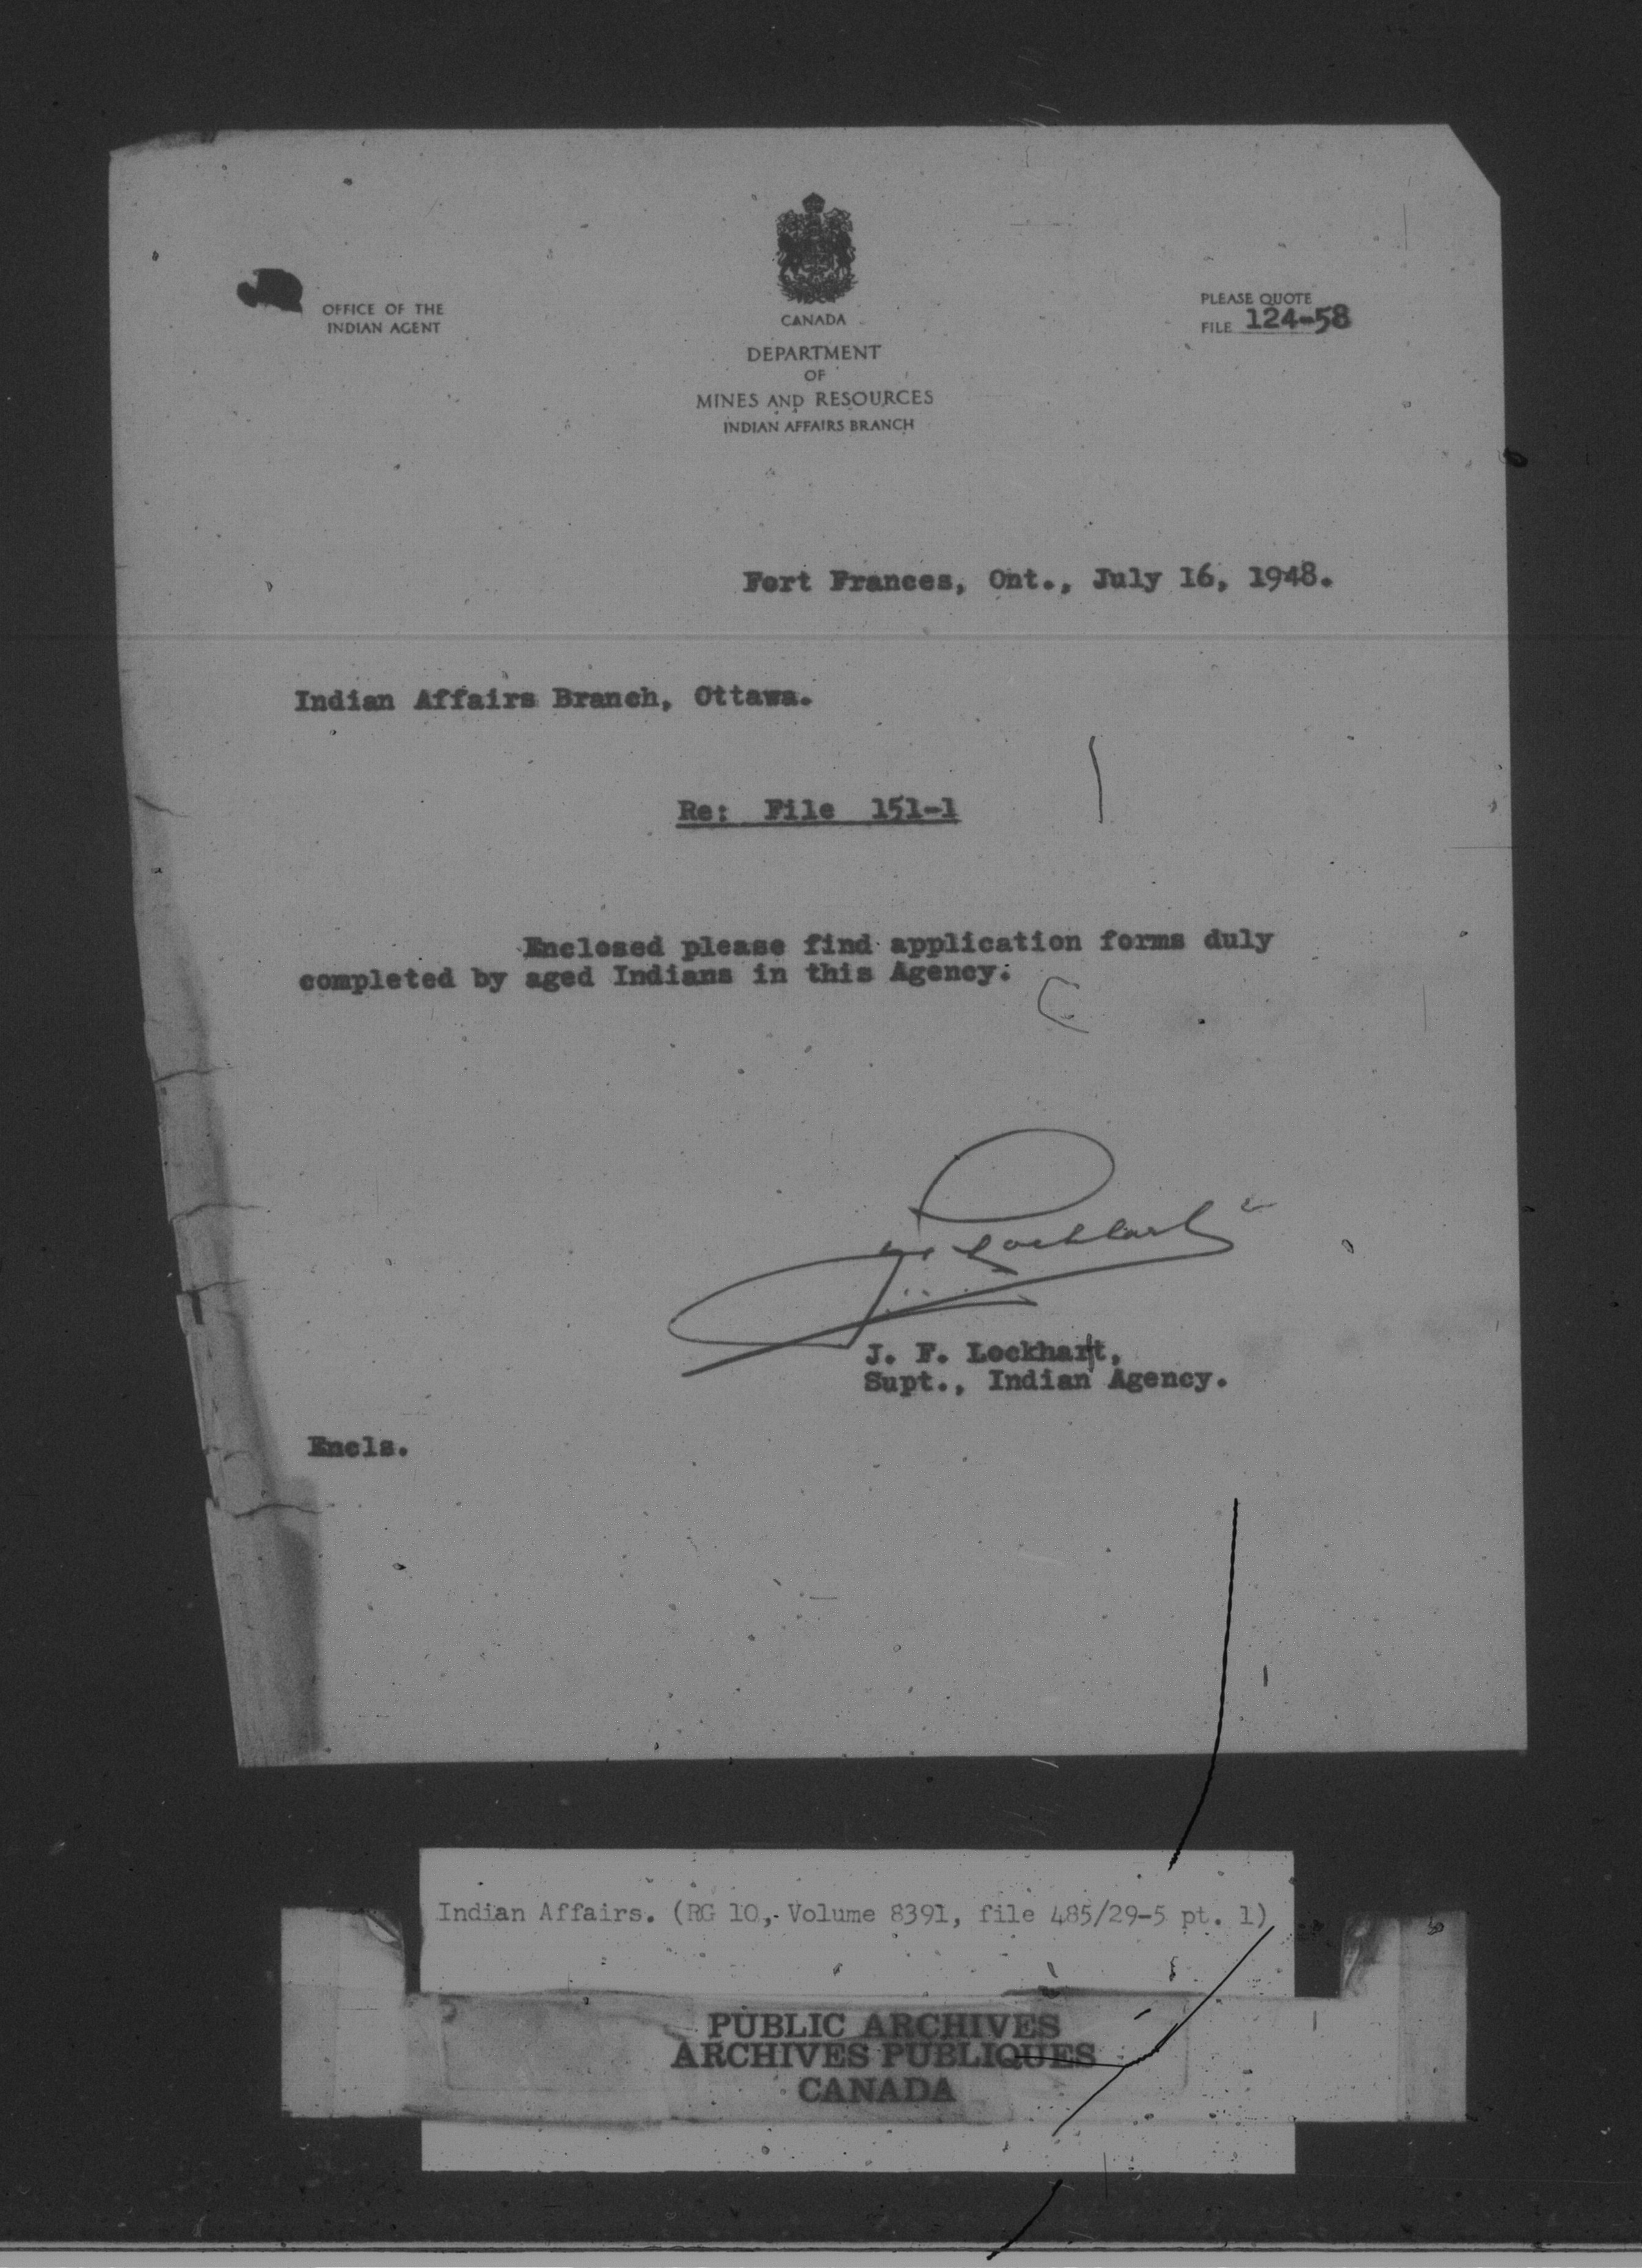 OFFICE OF THE
INDIAN AGENT
CANADA
DEPARTMENT
OF
MINES AND RESOURCES
INDIAN AFFAIRS BRANCH
PLEASE QUOTE
FILE 124-58
Fort Frances, Ont., July 16, 1948.
Indian Affairs Branch, Ottawa.
Re: File 151-1
Enclosed please find application forms duly
completed by aged Indians in this Agency.
J. F. Lockhart
J. F. Lockhart,
Supt., Indian Agency.
Encls.
Indian Affairs. (RG 10, Volume 8391, file 485/29-5 pt. 1)
PUBLIC ARCHIVES
ARCHIVES PUBLIQUES
CANADA